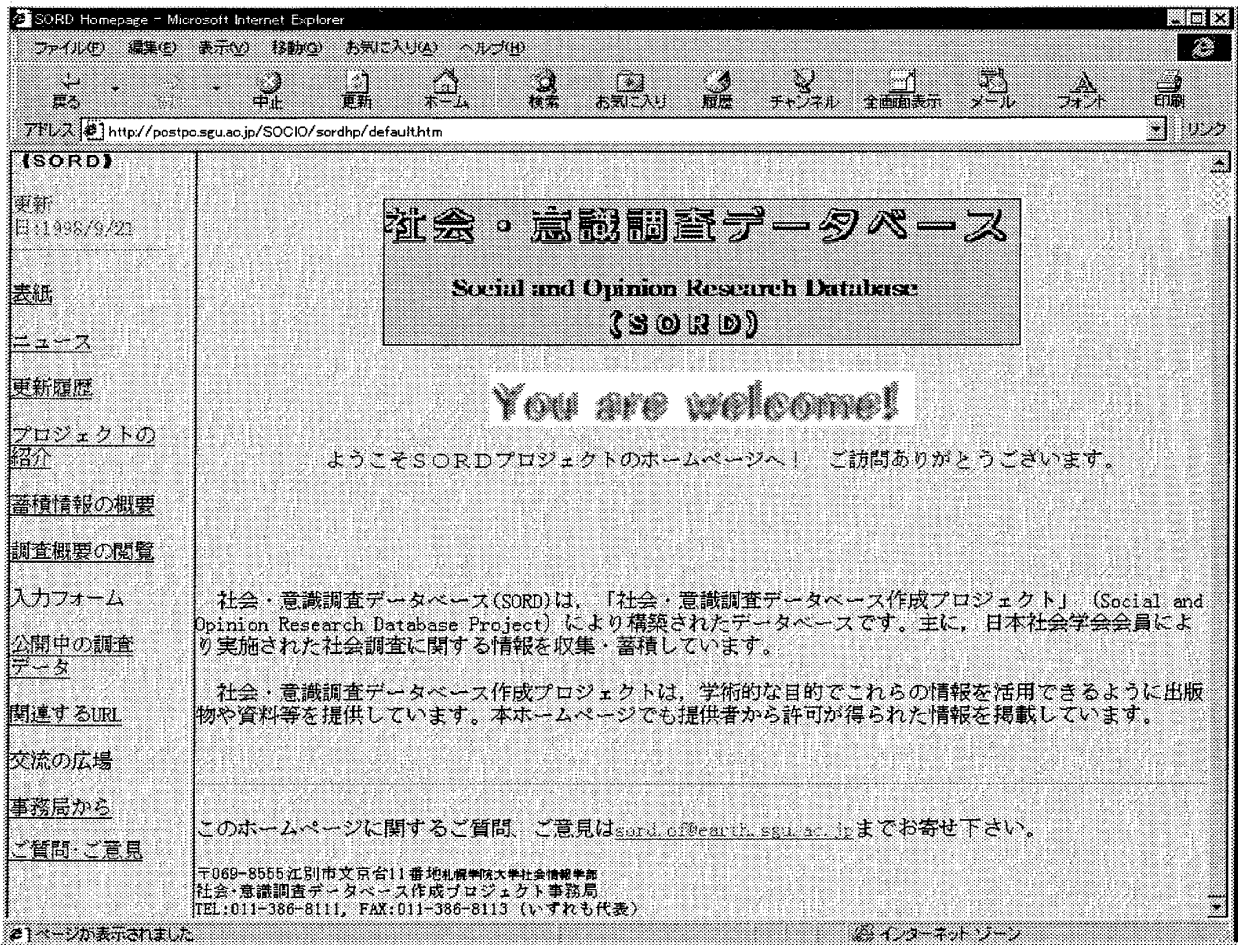 SORD Homepage - Microsoft Internet Explorer
ファイル(F) 編集(E) 表示(V) 移動(G) お気に入り(A) ヘルプ(H)
戻る 中止 更新 ホーム 検索 お気に入り 履歴 チャンネル 全画面表示 メール フォント 印刷
アドレス http://postpc.sgu.ac.jp/SOCIO/sordhp/default.htm リンク
【SORD】
更新
日:1998/9/21
表紙
ニュース
更新履歴
プロジェクトの
紹介
蓄積情報の概要
調査概要の閲覧
入力フォーム
公開中の調査
データ
関連するURL
交流の広場
事務局から
ご質問・ご意見
社会・意識調査データベース
Social and Opinion Research Database
(SORD)
You are welcome!
ようこそSORDプロジェクトのホームページへ! ご訪問ありがとうございます。
社会・意識調査データベース(SORD)は,「社会・意識調査データベース作成プロジェクト」(Social and
Opinion Research Database Project)により構築されたデータベースです。主に,日本社会学会会員によ
り実施された社会調査に関する情報を収集・蓄積しています。
社会・意識調査データベース作成プロジェクトは,学術的な目的でこれらの情報を活用できるように出版
物や資料等を提供しています。本ホームページでも提供者から許可が得られた情報を掲載しています。
このホームページに関するご質問、ご意見はsord.of@earth.sgu.ac.jpまでお寄せ下さい。
〒069-8555江別市文京台11番地札幌学院大学社会情報学部
社会・意識調査データベース作成プロジェクト事務局
TEL:011-386-8111, FAX:011-386-8113 (いずれも代表)
ページが表示されました
インターネット ゾーン